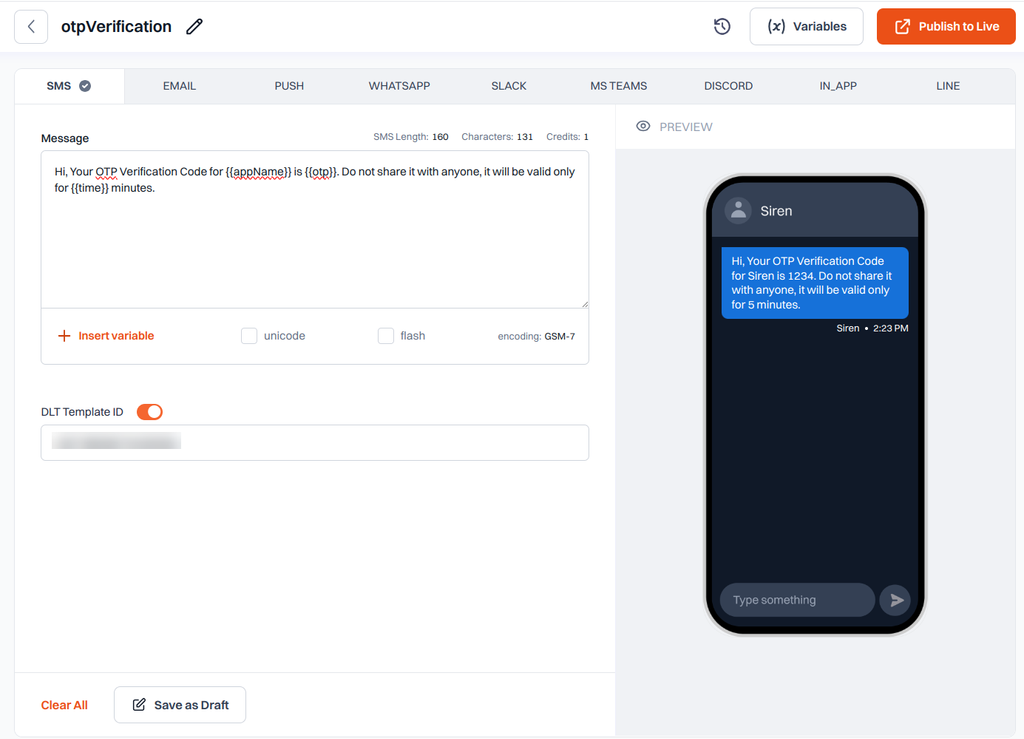 otpVerification
(x) Variables
Publish to Live
SMS
EMAIL
PUSH
WHATSAPP
SLACK
MS TEAMS
DISCORD
IN_APP
LINE
Message
SMS Length: 160 Characters: 131 Credits: 1
Hi, Your OTP Verification Code for {{appName}} is {{otp}}. Do not share it with anyone, it will be valid only
for {{time}} minutes.
+ Insert variable
unicode
flash
encoding: GSM-7
DLT Template ID
Clear All
Save as Draft
PREVIEW
Siren
Hi, Your OTP Verification Code
for Siren is 1234. Do not share it
with anyone, it will be valid only
for 5 minutes.
Siren • 2:23 PM
Type something